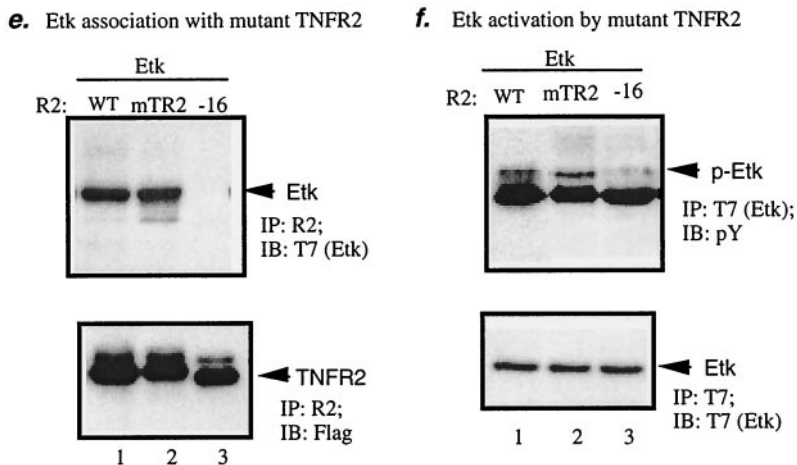 e. Etk association with mutant TNFR2
Etk
R2: WT mTR2 -16
Etk
IP: R2;
IB: T7 (Etk)
TNFR2
IP: R2;
IB: Flag
1 2 3
f. Etk activation by mutant TNFR2
Etk
R2: WT mTR2 -16
p-Etk
IP: T7 (Etk);
IB: pY
Etk
IP: T7;
IB: T7 (Etk)
1 2 3